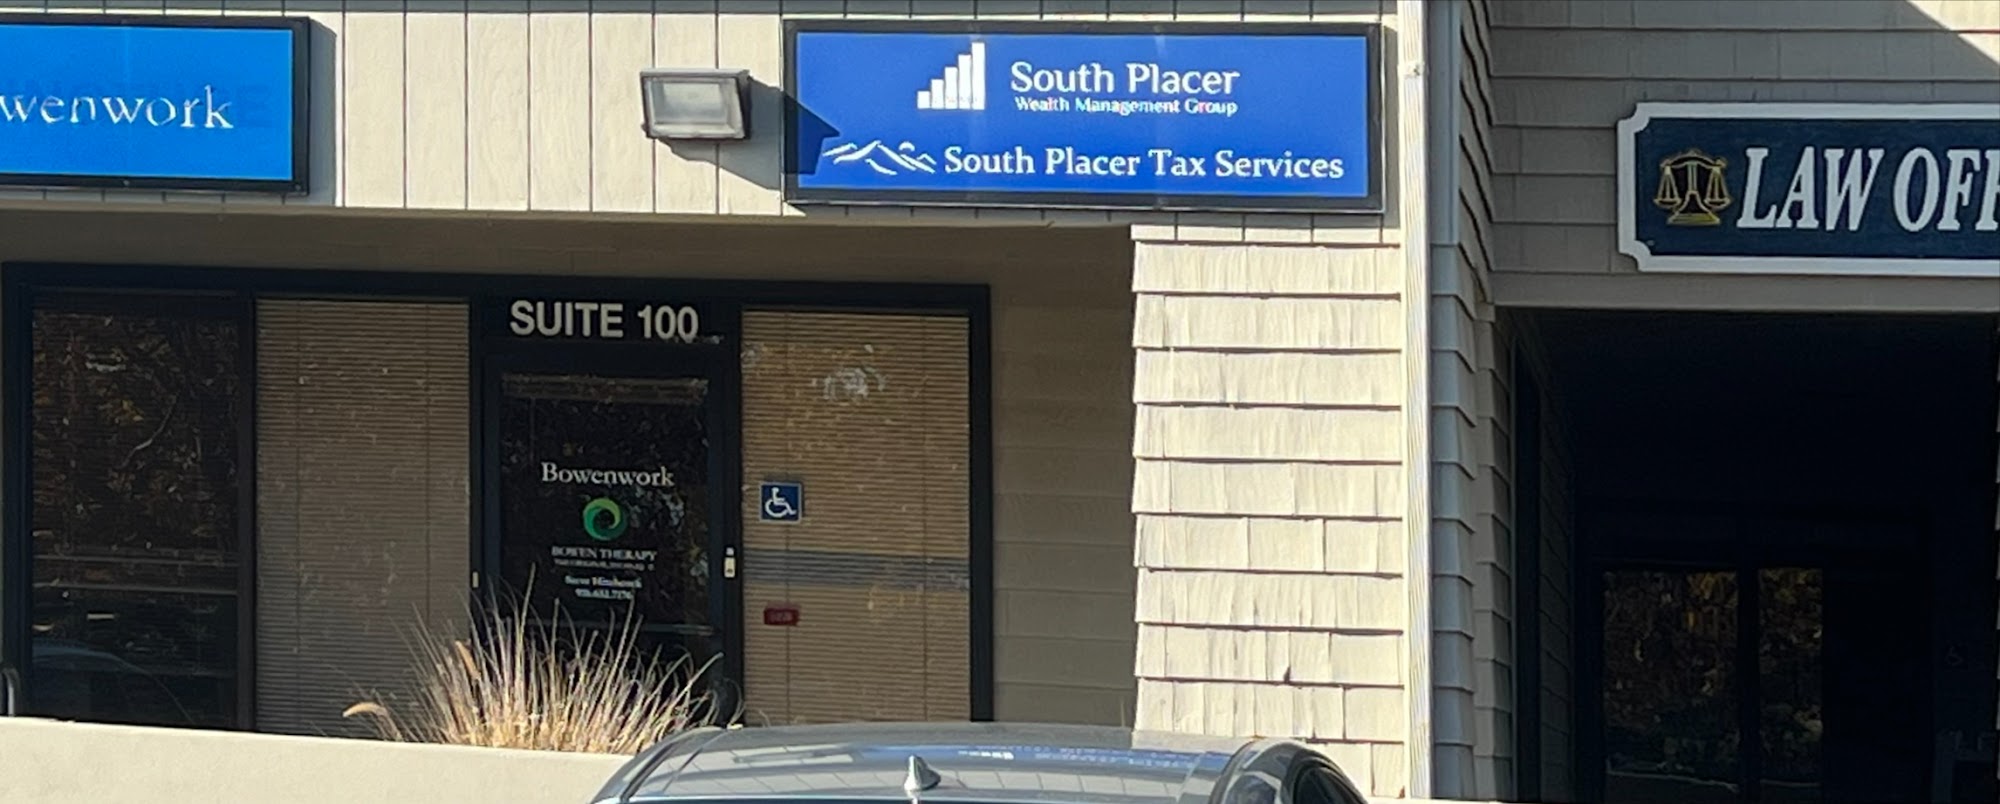 wenwork
South Placer
Wealth Management Group
South Placer Tax Services
LAW OFF
SUITE 100
Bowenwork
BOWEN THERAPY